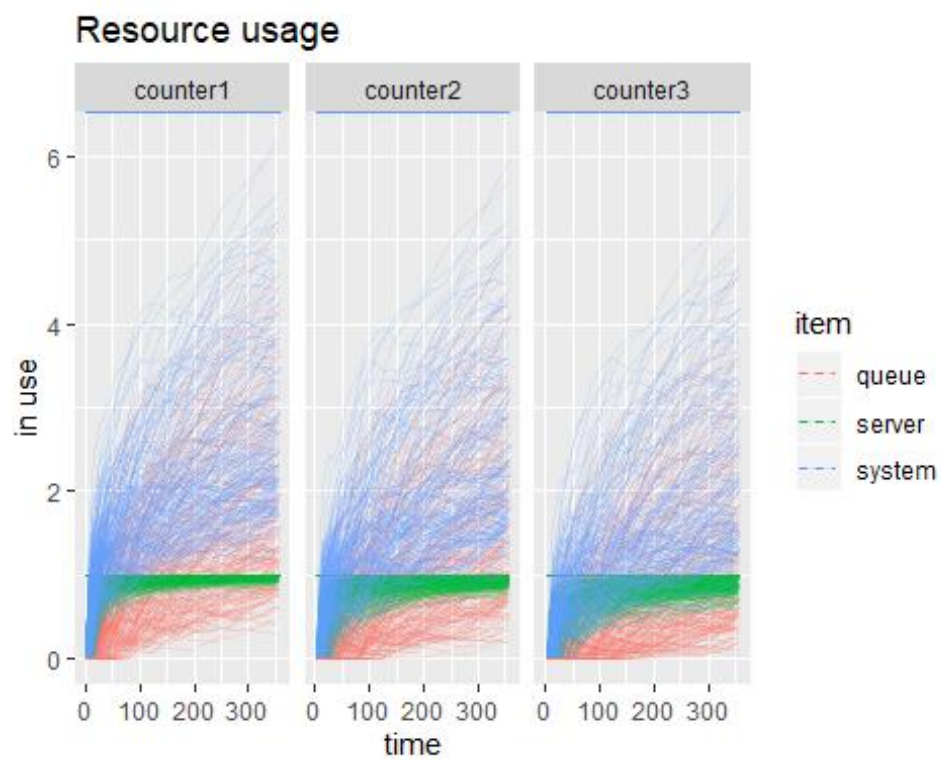 Resource usage
counter1 counter2 counter3
6
4
2
0
in use
0 100 200 300 0 100 200 300 0 100 200 300
time
item
queue
server
system